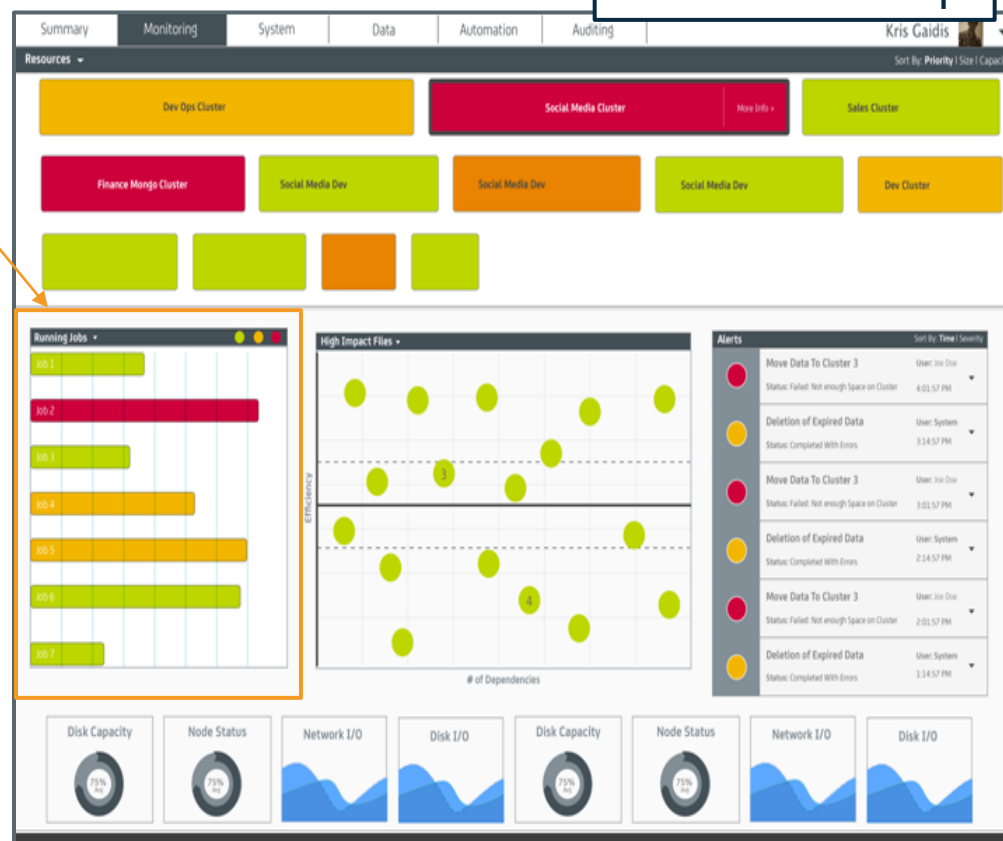 Summary Monitoring System Data Automation Auditing Kris Gaidis
Resources Sort By: Priority | Size |
Dev Ops Cluster Social Media Cluster More Info » Sales Cluster
Finance Mongo Cluster Social Media Dev Social Media Dev Social Media Dev Dev Cluster
Running Jobs
Job 1
Job 2
Job 3
Job 4
Job 5
Job 6
Job 7
High Impact Files
Efficiency
3
4
# of Dependencies
Alerts Sort By: Time | Severity
Move Data To Cluster 3 User: Joe Doe
Status: Failed: Not enough Space on Cluster 4:01:57 PM
Deletion of Expired Data User: System
Status: Completed With Errors 3:14:57 PM
Move Data To Cluster 3 User: Joe Doe
Status: Failed: Not enough Space on Cluster 3:01:57 PM
Deletion of Expired Data User: System
Status: Completed With Errors 2:14:57 PM
Move Data To Cluster 3 User: Joe Doe
Status: Failed: Not enough Space on Cluster 2:01:57 PM
Deletion of Expired Data User: System
Status: Completed With Errors 1:14:57 PM
Disk Capacity Node Status Network I/O Disk I/O Disk Capacity Node Status Network I/O Disk I/O
75% 75% 75% 75%
Avg Avg Avg Avg